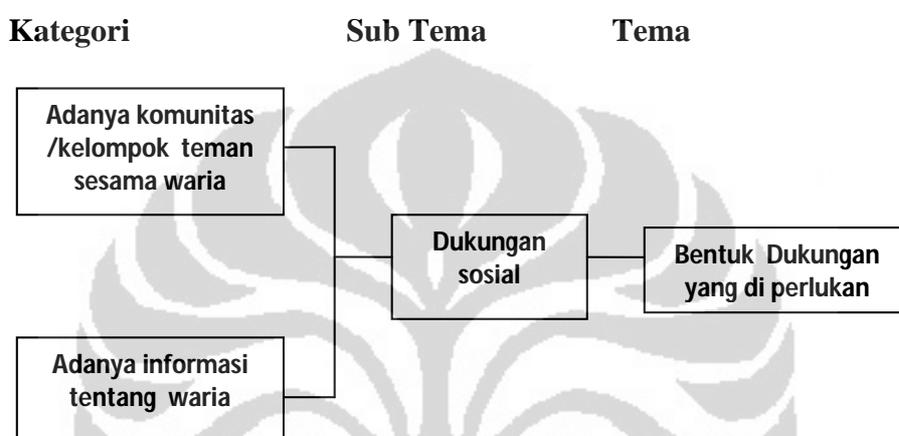 Kategori Sub Tema Tema
Adanya komunitas
/kelompok teman
sesama waria
Dukungan
sosial
Bentuk Dukungan
yang di perlukan
Adanya informasi
tentang waria